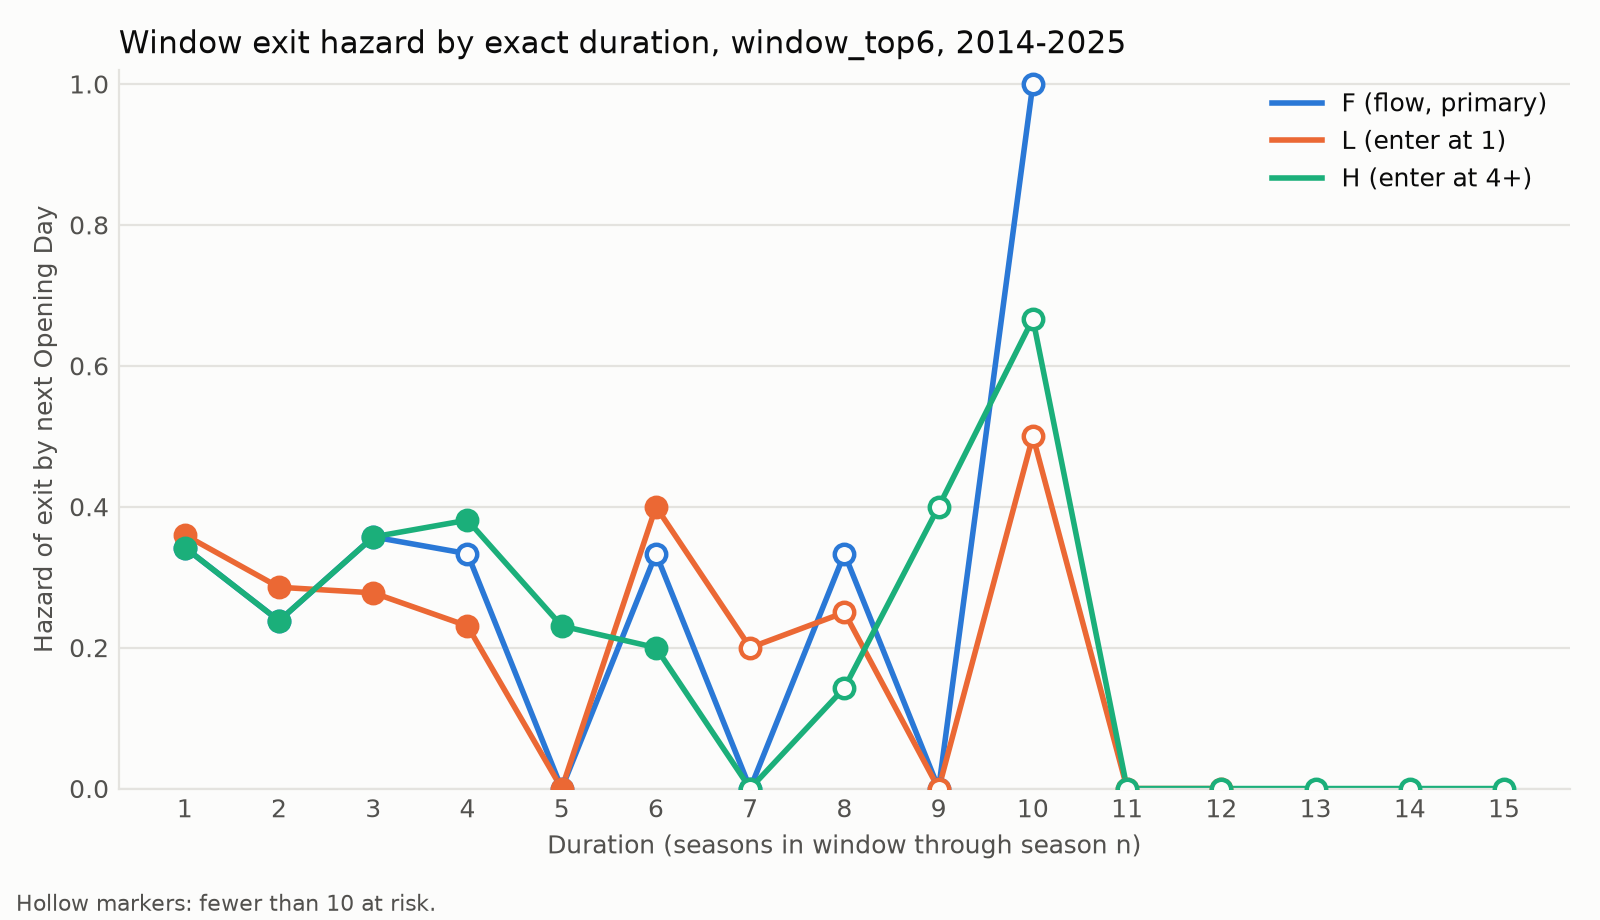 Window exit hazard by exact duration, window_top6, 2014-2025
F (flow, primary)
L (enter at 1)
H (enter at 4+)
Hazard of exit by next Opening Day
1.0
0.8
0.6
0.4
0.2
0.0
1 2 3 4 5 6 7 8 9 10 11 12 13 14 15
Duration (seasons in window through season n)
Hollow markers: fewer than 10 at risk.